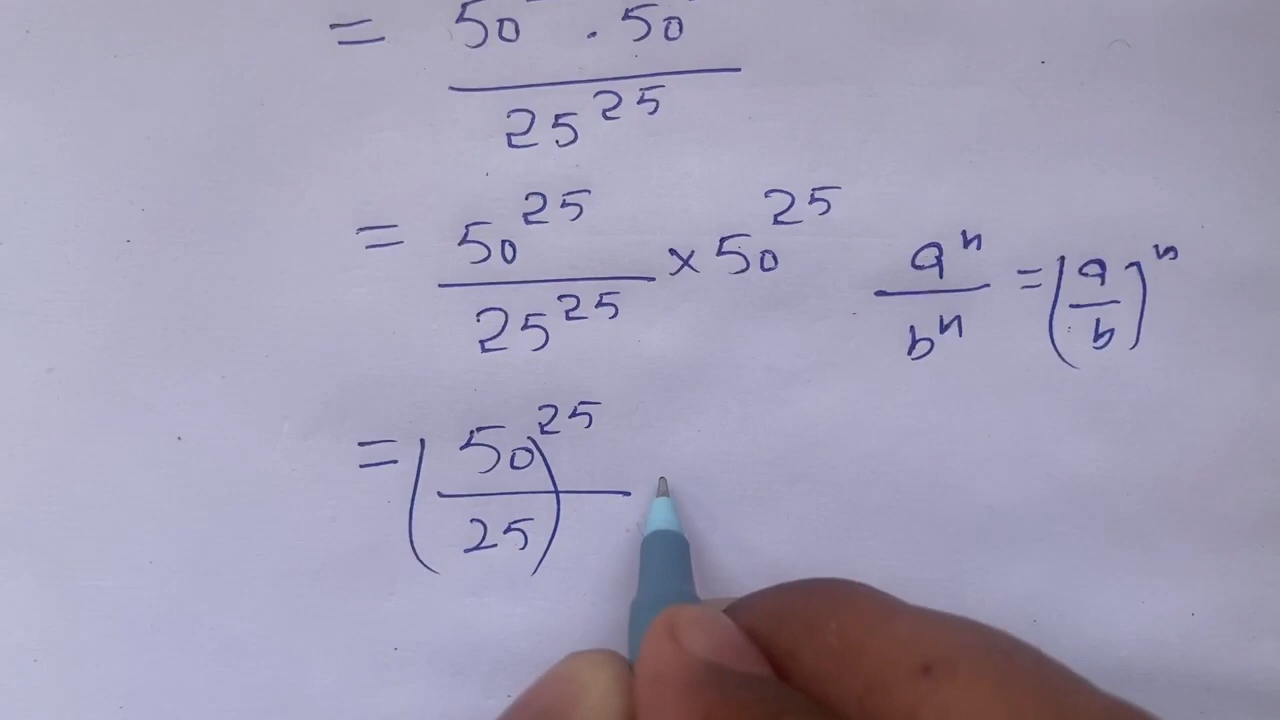 = 50 . 50
25^25
= 50^25 / 25^25 × 50^25
a^n / b^n = (a/b)^n
= (50/25)^25